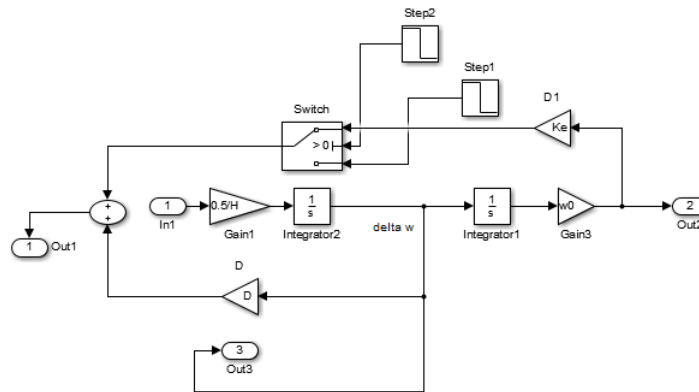 Step2
Step1
D1
Switch
Ke
> 0
1
In1
0.5/H
Gain1
1
s
Integrator2
delta w
1
s
Integrator1
w0
Gain3
2
Out2
+
+
1
Out1
D
D
3
Out3